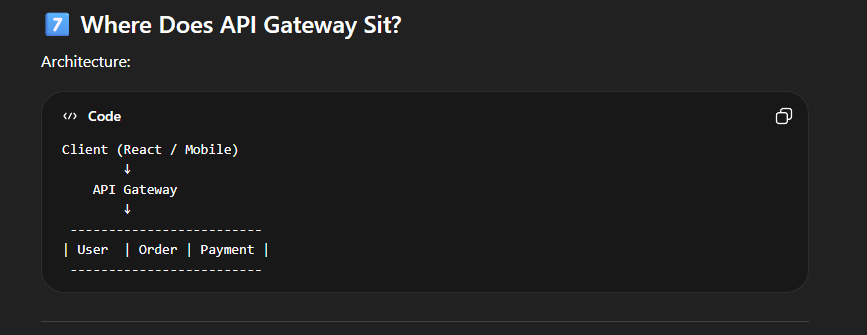 7 Where Does API Gateway Sit?
Architecture:
</> Code
Client (React / Mobile)
        ↓
    API Gateway
        ↓
 -------------------------
| User  | Order | Payment |
 -------------------------